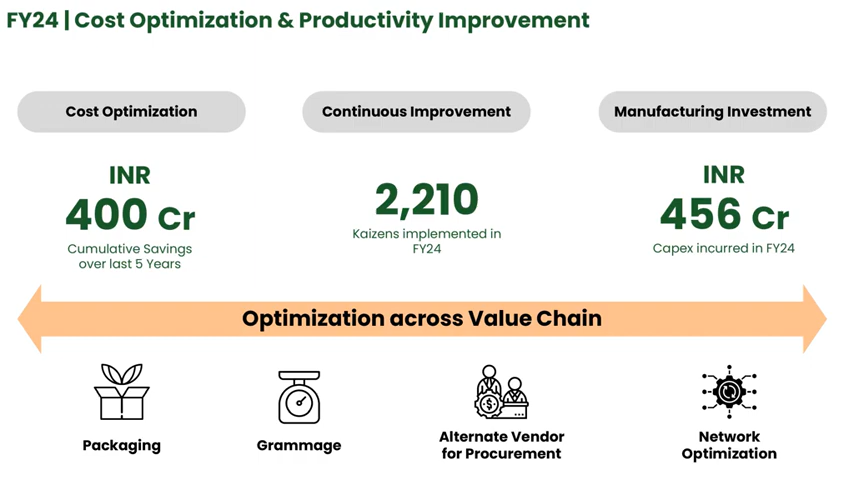 FY24 | Cost Optimization & Productivity Improvement
Cost Optimization
Continuous Improvement
Manufacturing Investment
INR
400 Cr
Cumulative Savings
over last 5 Years
2,210
Kaizens implemented in
FY24
INR
456 Cr
Capex incurred in FY24
Optimization across Value Chain
Packaging
Grammage
Alternate Vendor
for Procurement
Network
Optimization